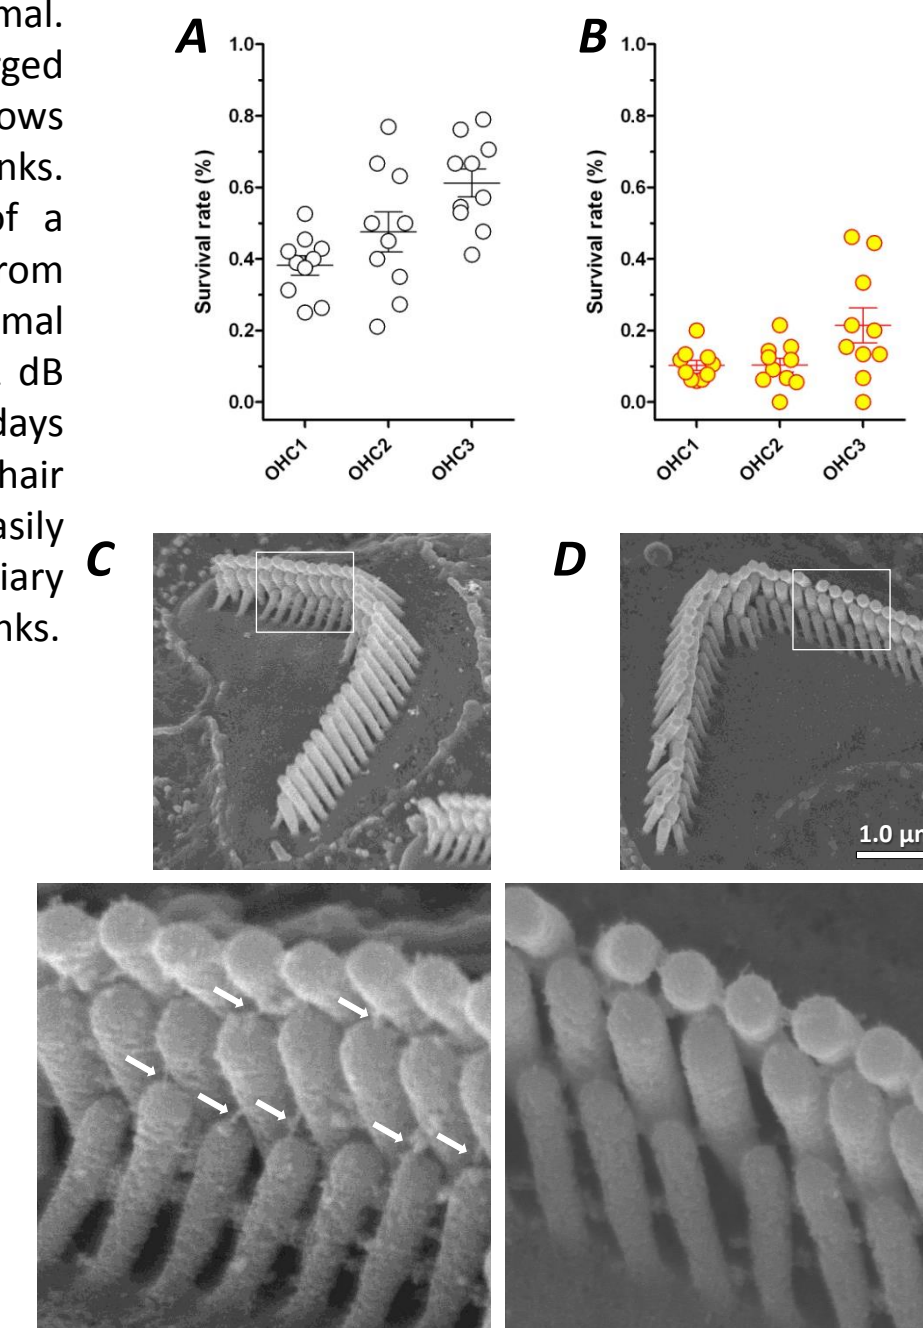 mal.
ged
ows
nks.
of a
rom
mal
dB
days
hair
asily
iary
nks.
A
Survival rate (%)
1.0
0.8
0.6
0.4
0.2
0.0
OHC1
OHC2
OHC3
B
Survival rate (%)
1.0
0.8
0.6
0.4
0.2
0.0
OHC1
OHC2
OHC3
C
D
1.0 µm